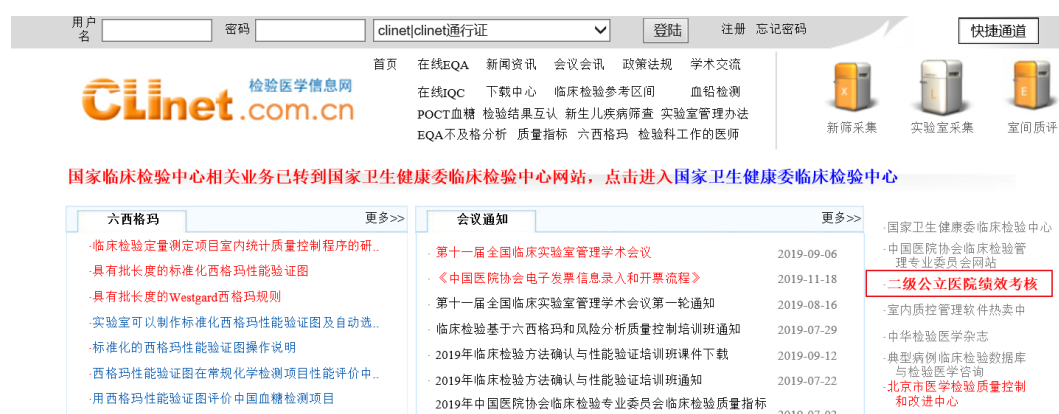 用户名
密码
clinet|clinet通行证
登陆
注册 忘记密码
快捷通道
CLInet.com.cn
检验医学信息网
首页 在线EQA 新闻资讯 会议会讯 政策法规 学术交流
在线IQC 下载中心 临床检验参考区间 血铅检测
POCT血糖 检验结果互认 新生儿疾病筛查 实验室管理办法
EQA不及格分析 质量指标 六西格玛 检验科工作的医师
X
L
E
新筛采集
实验室采集
室间质评
国家临床检验中心相关业务已转到国家卫生健康委临床检验中心网站，点击进入国家卫生健康委临床检验中心
六西格玛
更多>>
·临床检验定量测定项目室内统计质量控制程序的研..
·具有批长度的标准化西格玛性能验证图
·具有批长度的Westgard西格玛规则
·实验室可以制作标准化西格玛性能验证图及自动选..
·标准化的西格玛性能验证图操作说明
·西格玛性能验证图在常规化学检测项目性能评价中..
·用西格玛性能验证图评价中国血糖检测项目
会议通知
更多>>
· 第十一届全国临床实验室管理学术会议 2019-09-06
· 《中国医院协会电子发票信息录入和开票流程》 2019-11-18
· 第十一届全国临床实验室管理学术会议第一轮通知 2019-08-16
· 临床检验基于六西格玛和风险分析质量控制培训班通知 2019-07-29
· 2019年临床检验方法确认与性能验证培训班课件下载 2019-09-12
· 2019年临床检验方法确认与性能验证培训班通知 2019-07-22
2019年中国医院协会临床检验专业委员会临床检验质量指标
·国家卫生健康委临床检验中心
·中国医院协会临床检验管
理专业委员会网站
·二级公立医院绩效考核
·室内质控管理软件热卖中
·中华检验医学杂志
·典型病例临床检验数据库
与检验医学咨询
·北京市医学检验质量控制
和改进中心